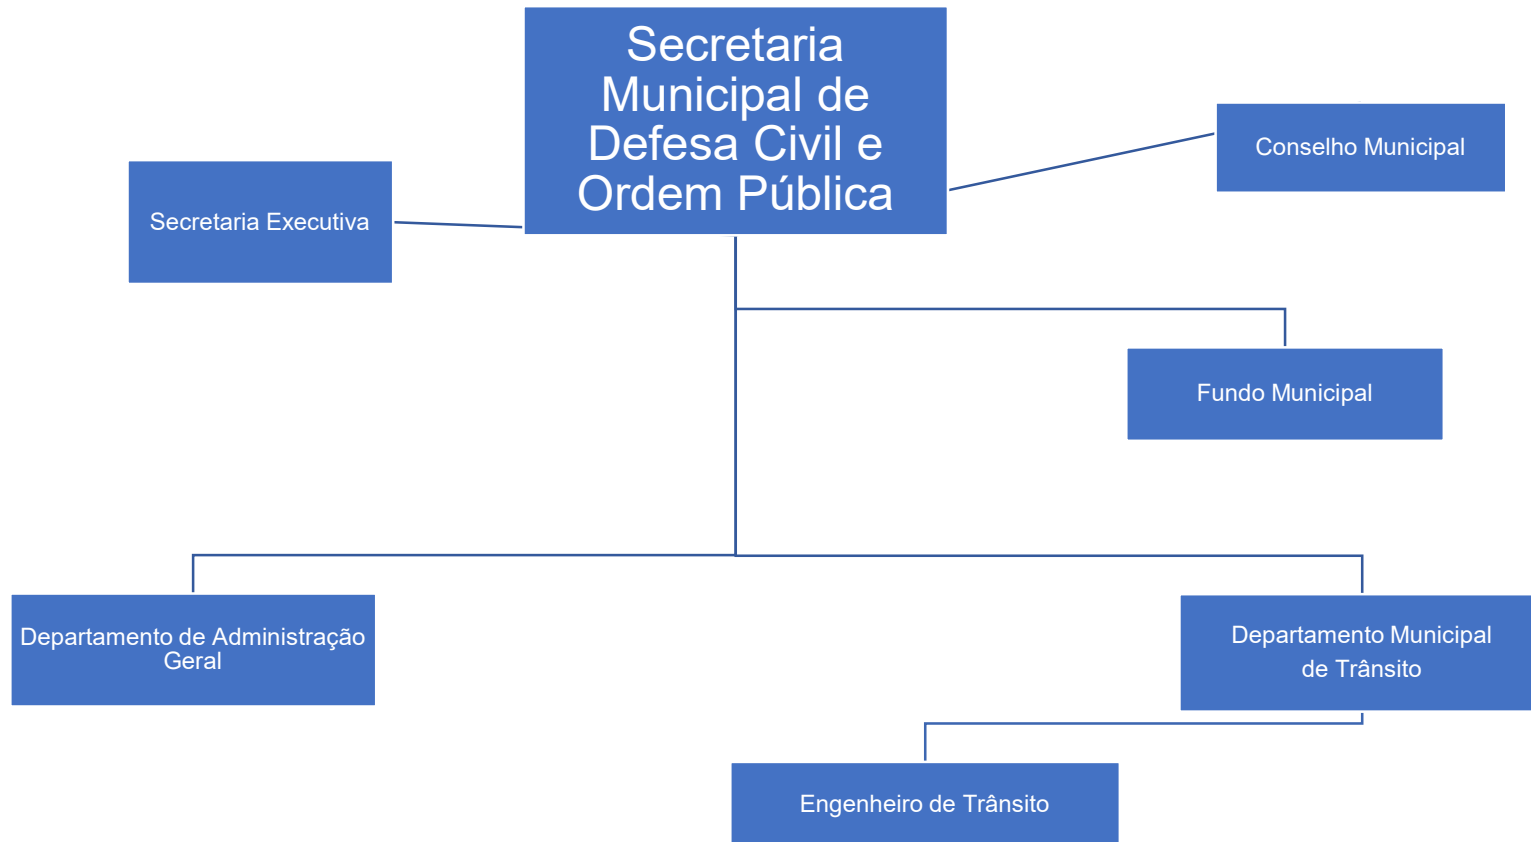 Secretaria
Municipal de
Defesa Civil e
Ordem Pública
Conselho Municipal
Secretaria Executiva
Fundo Municipal
Departamento de Administração
Geral
Departamento Municipal
de Trânsito
Engenheiro de Trânsito